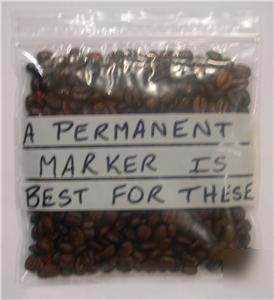 A PERMANENT
MARKER IS
BEST FOR THESE